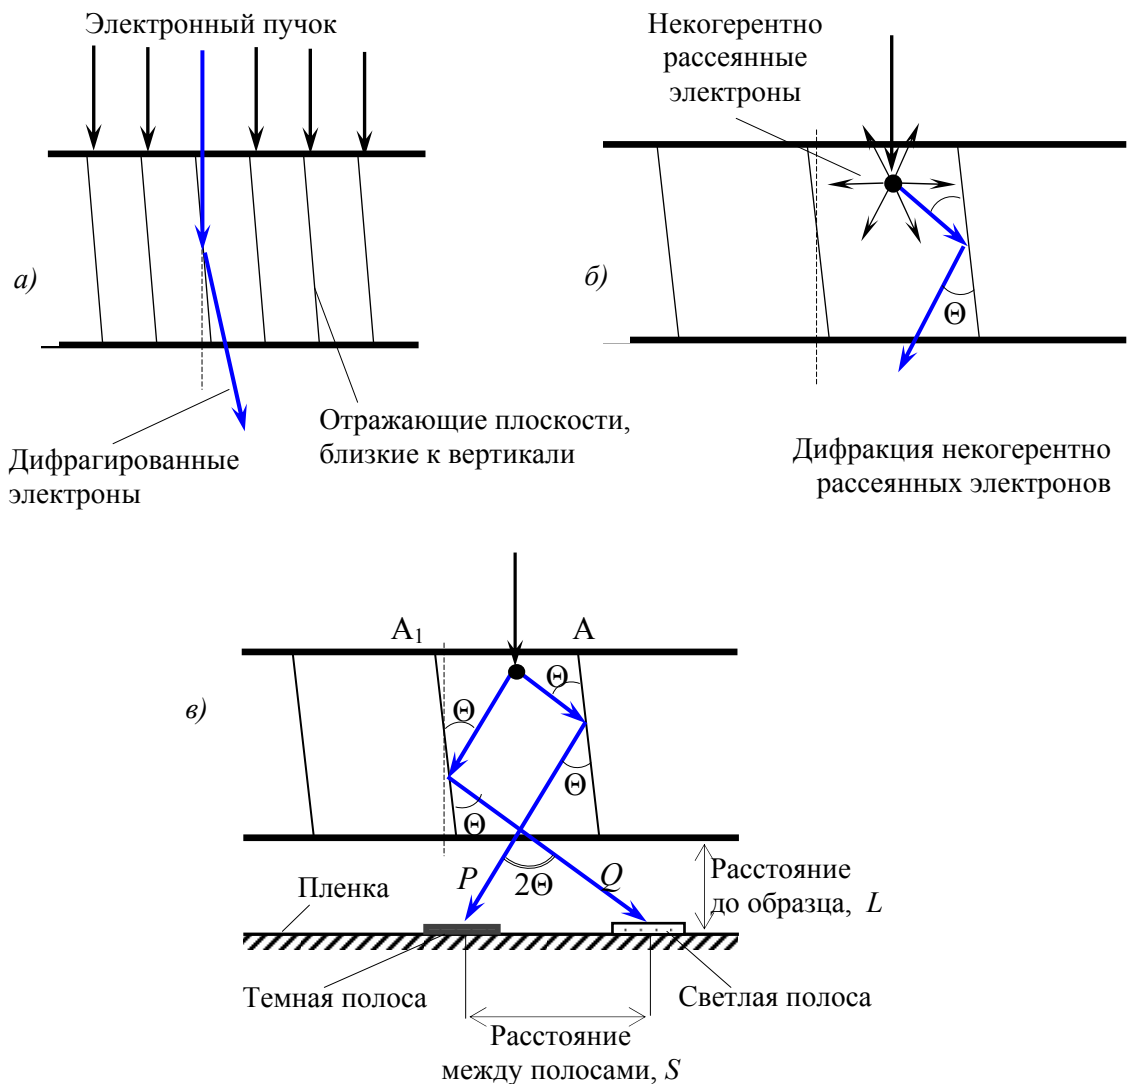 Электронный пучок
а)
Дифрагированные
электроны
Отражающие плоскости,
близкие к вертикали
Некогерентно
рассеянные
электроны
б)
Θ
Дифракция некогерентно
рассеянных электронов
в)
A₁
A
Θ
Θ
Θ
Θ
P
2Θ
Q
Пленка
Расстояние
до образца, L
Темная полоса
Светлая полоса
Расстояние
между полосами, S